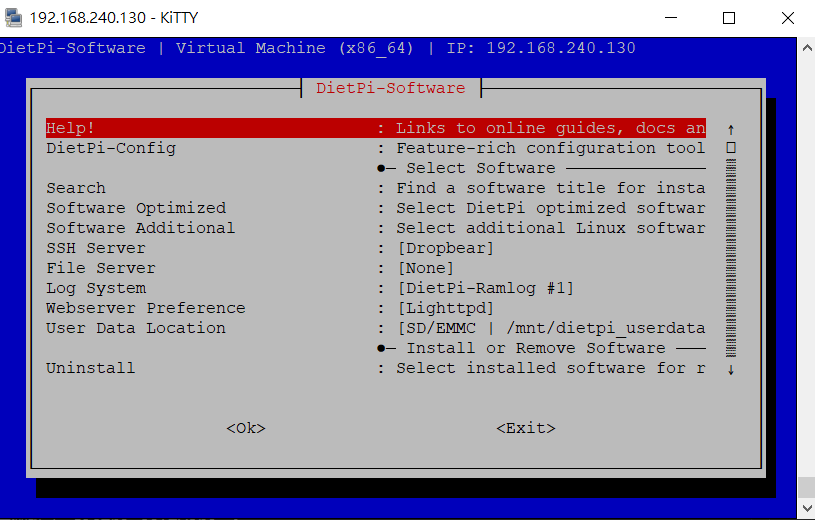 192.168.240.130 - KiTTY
DietPi-Software | Virtual Machine (x86_64) | IP: 192.168.240.130
DietPi-Software
Help! : Links to online guides, docs an
DietPi-Config : Feature-rich configuration tool
●─ Select Software
Search : Find a software title for insta
Software Optimized : Select DietPi optimized softwar
Software Additional : Select additional Linux softwar
SSH Server : [Dropbear]
File Server : [None]
Log System : [DietPi-Ramlog #1]
Webserver Preference : [Lighttpd]
User Data Location : [SD/EMMC | /mnt/dietpi_userdata
●─ Install or Remove Software
Uninstall : Select installed software for r
<Ok> <Exit>